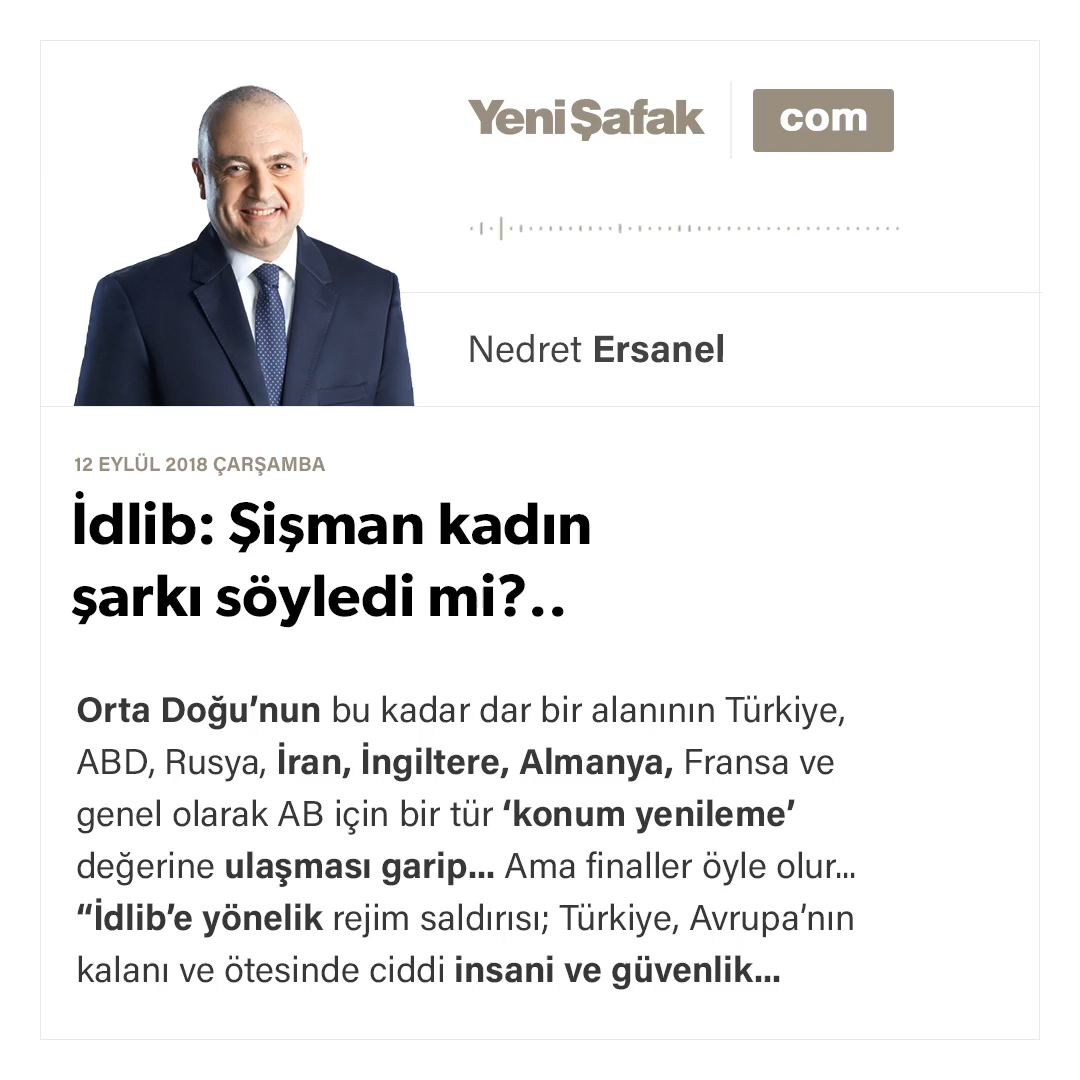 YeniŞafak com
Nedret Ersanel
12 EYLÜL 2018 ÇARŞAMBA
İdlib: Şişman kadın
şarkı söyledi mi?..
Orta Doğu’nun bu kadar dar bir alanının Türkiye,
ABD, Rusya, İran, İngiltere, Almanya, Fransa ve
genel olarak AB için bir tür ‘konum yenileme’
değerine ulaşması garip... Ama finaller öyle olur...
“İdlib’e yönelik rejim saldırısı; Türkiye, Avrupa’nın
kalanı ve ötesinde ciddi insani ve güvenlik...